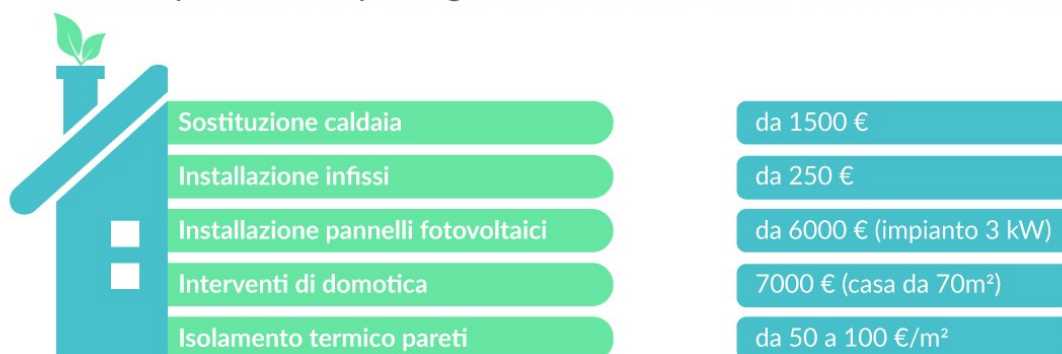 Sostituzione caldaia da 1500 €
Installazione infissi da 250 €
Installazione pannelli fotovoltaici da 6000 € (impianto 3 kW)
Interventi di domotica 7000 € (casa da 70m²)
Isolamento termico pareti da 50 a 100 €/m²